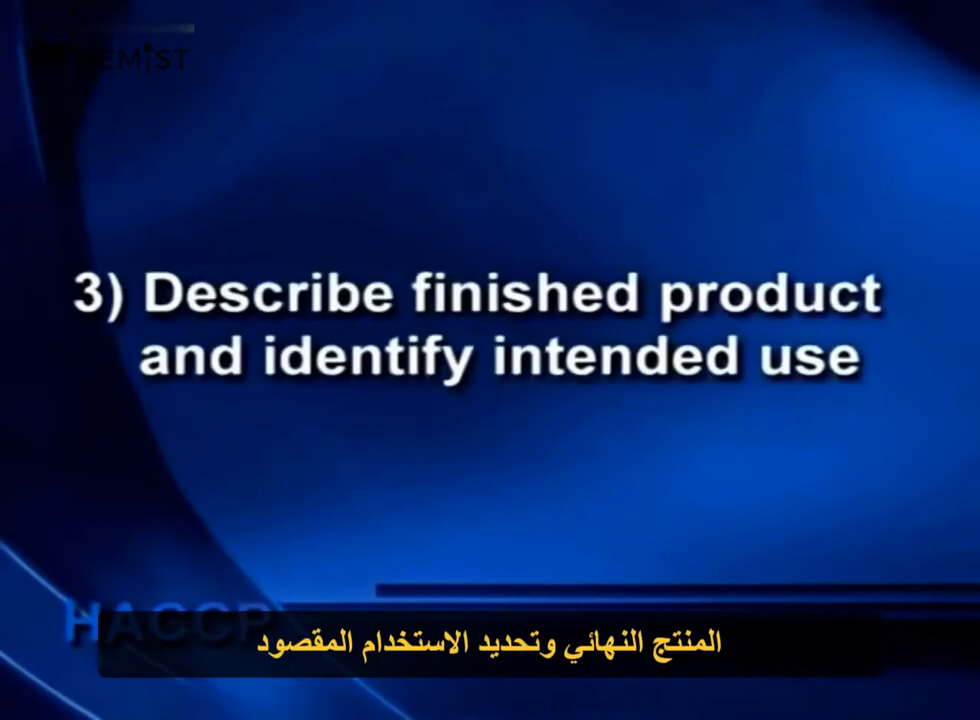 3) Describe finished product
and identify intended use
HACCP
المنتج النهائي وتحديد الاستخدام المقصود